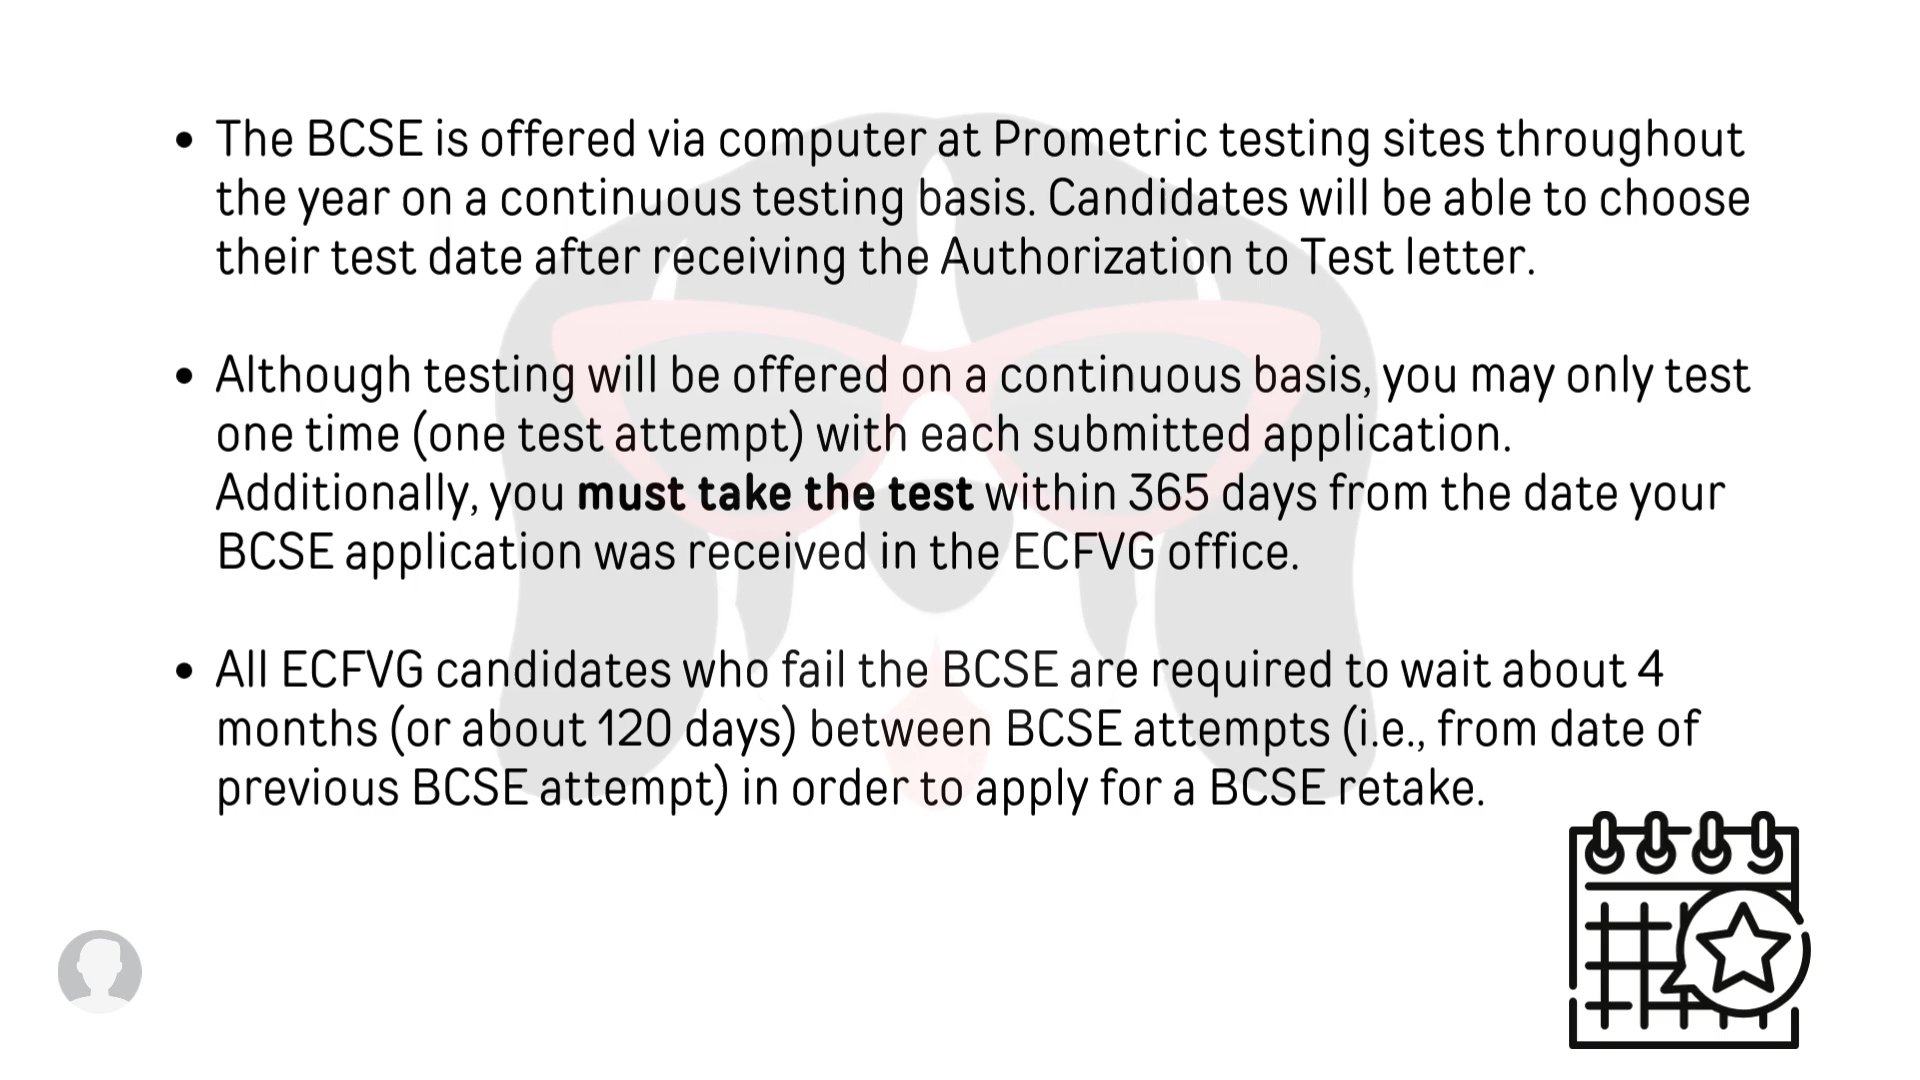 • The BCSE is offered via computer at Prometric testing sites throughout
the year on a continuous testing basis. Candidates will be able to choose
their test date after receiving the Authorization to Test letter.
• Although testing will be offered on a continuous basis, you may only test
one time (one test attempt) with each submitted application.
Additionally, you must take the test within 365 days from the date your
BCSE application was received in the ECFVG office.
• All ECFVG candidates who fail the BCSE are required to wait about 4
months (or about 120 days) between BCSE attempts (i.e., from date of
previous BCSE attempt) in order to apply for a BCSE retake.